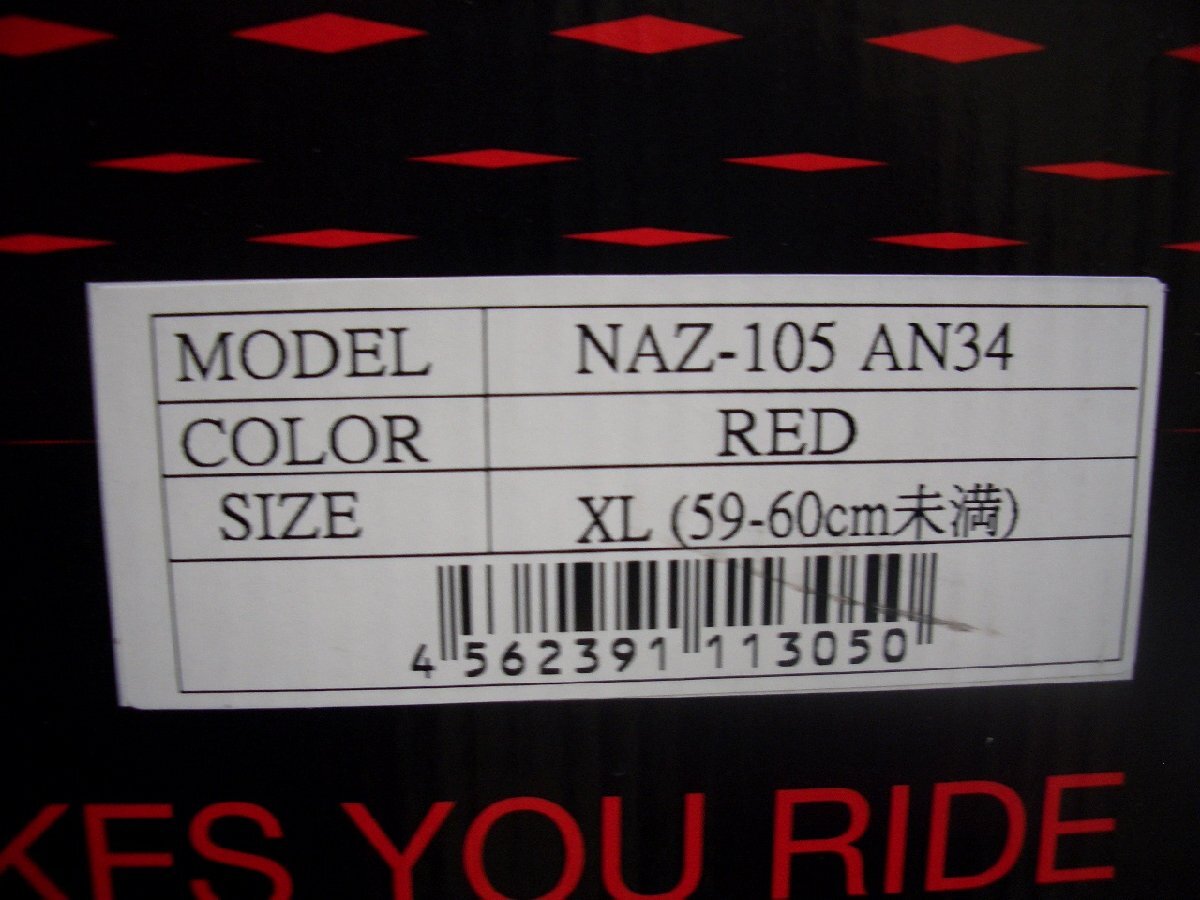 MODEL NAZ-105 AN34
COLOR RED
SIZE XL (59-60cm未満)
4 562391 113050
KES YOU RIDE